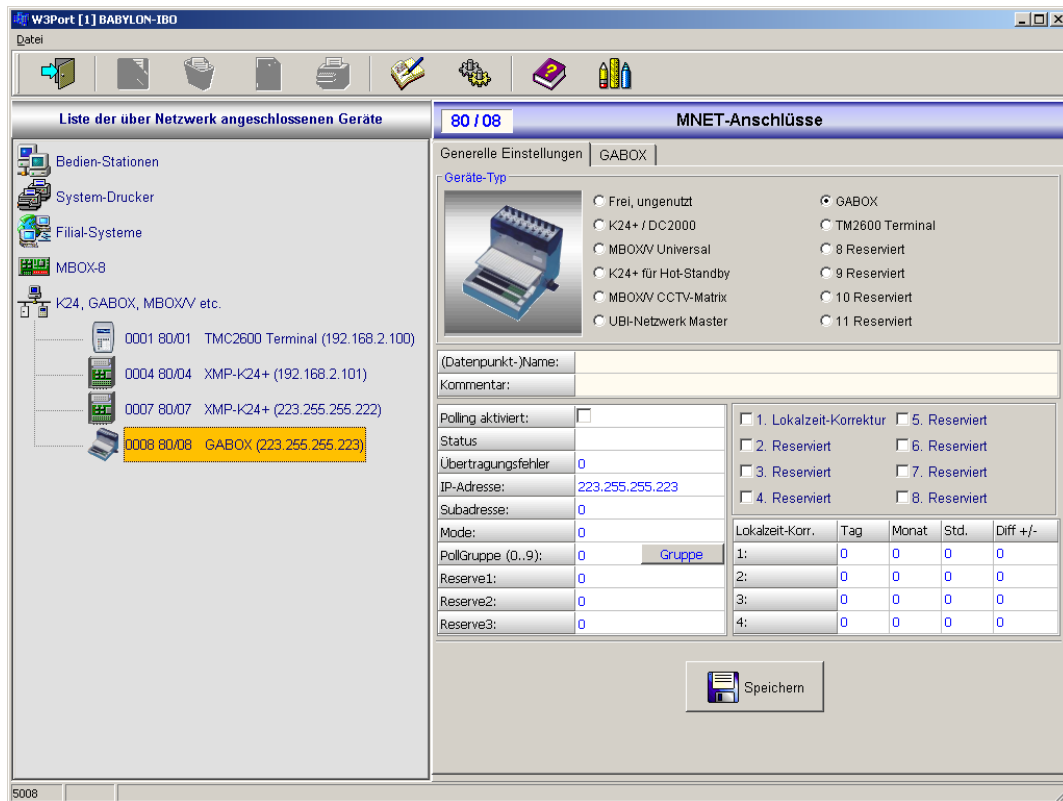 W3Port [1] BABYLON-IBO
Datei
Liste der über Netzwerk angeschlossenen Geräte
Bedien-Stationen
System-Drucker
Filial-Systeme
MBOX-8
K24, GABOX, MBOX/V etc.
0001 80/01 TMC2600 Terminal (192.168.2.100)
0004 80/04 XMP-K24+ (192.168.2.101)
0007 80/07 XMP-K24+ (223.255.255.222)
0008 80/08 GABOX (223.255.255.223)
80 / 08 MNET-Anschlüsse
Generelle Einstellungen GABOX
Geräte-Typ
Frei, ungenutzt GABOX
K24+ / DC2000 TM2600 Terminal
MBOX/V Universal 8 Reserviert
K24+ für Hot-Standby 9 Reserviert
MBOX/V CCTV-Matrix 10 Reserviert
UBI-Netzwerk Master 11 Reserviert
(Datenpunkt-)Name:
Kommentar:
Polling aktiviert:
Status
Übertragungsfehler 0
IP-Adresse: 223.255.255.223
Subadresse: 0
Mode: 0
PollGruppe (0..9): 0 Gruppe
Reserve1: 0
Reserve2: 0
Reserve3: 0
1. Lokalzeit-Korrektur 5. Reserviert
2. Reserviert 6. Reserviert
3. Reserviert 7. Reserviert
4. Reserviert 8. Reserviert
Lokalzeit-Korr. Tag Monat Std. Diff +/-
1: 0 0 0 0
2: 0 0 0 0
3: 0 0 0 0
4: 0 0 0 0
Speichern
5008